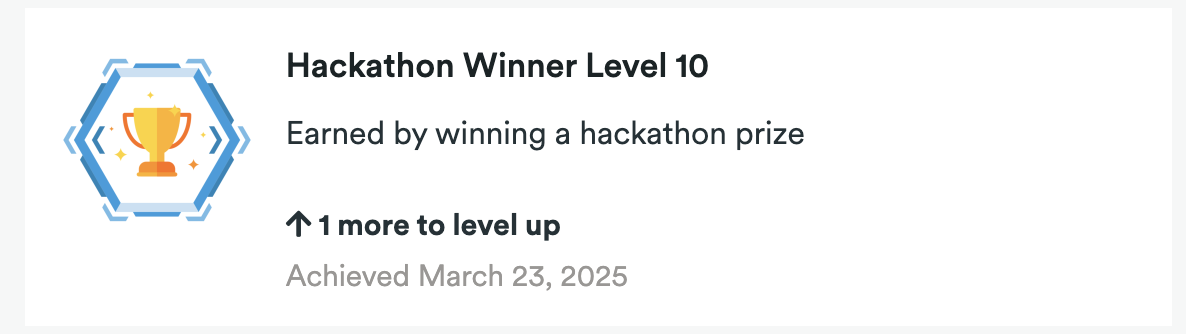 Hackathon Winner Level 10
Earned by winning a hackathon prize
↑ 1 more to level up
Achieved March 23, 2025